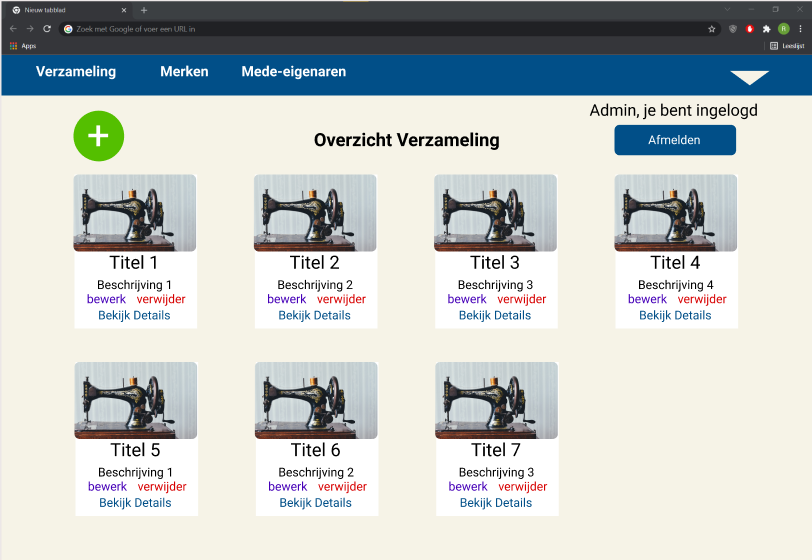 Nieuw tabblad
Zoek met Google of voer een URL in
Apps
Leeslijst
Verzameling Merken Mede-eigenaren
Admin, je bent ingelogd
Overzicht Verzameling
Afmelden
Titel 1 Titel 2 Titel 3 Titel 4
Beschrijving 1 Beschrijving 2 Beschrijving 3 Beschrijving 4
bewerk verwijder bewerk verwijder bewerk verwijder bewerk verwijder
Bekijk Details Bekijk Details Bekijk Details Bekijk Details
Titel 5 Titel 6 Titel 7
Beschrijving 1 Beschrijving 2 Beschrijving 3
bewerk verwijder bewerk verwijder bewerk verwijder
Bekijk Details Bekijk Details Bekijk Details